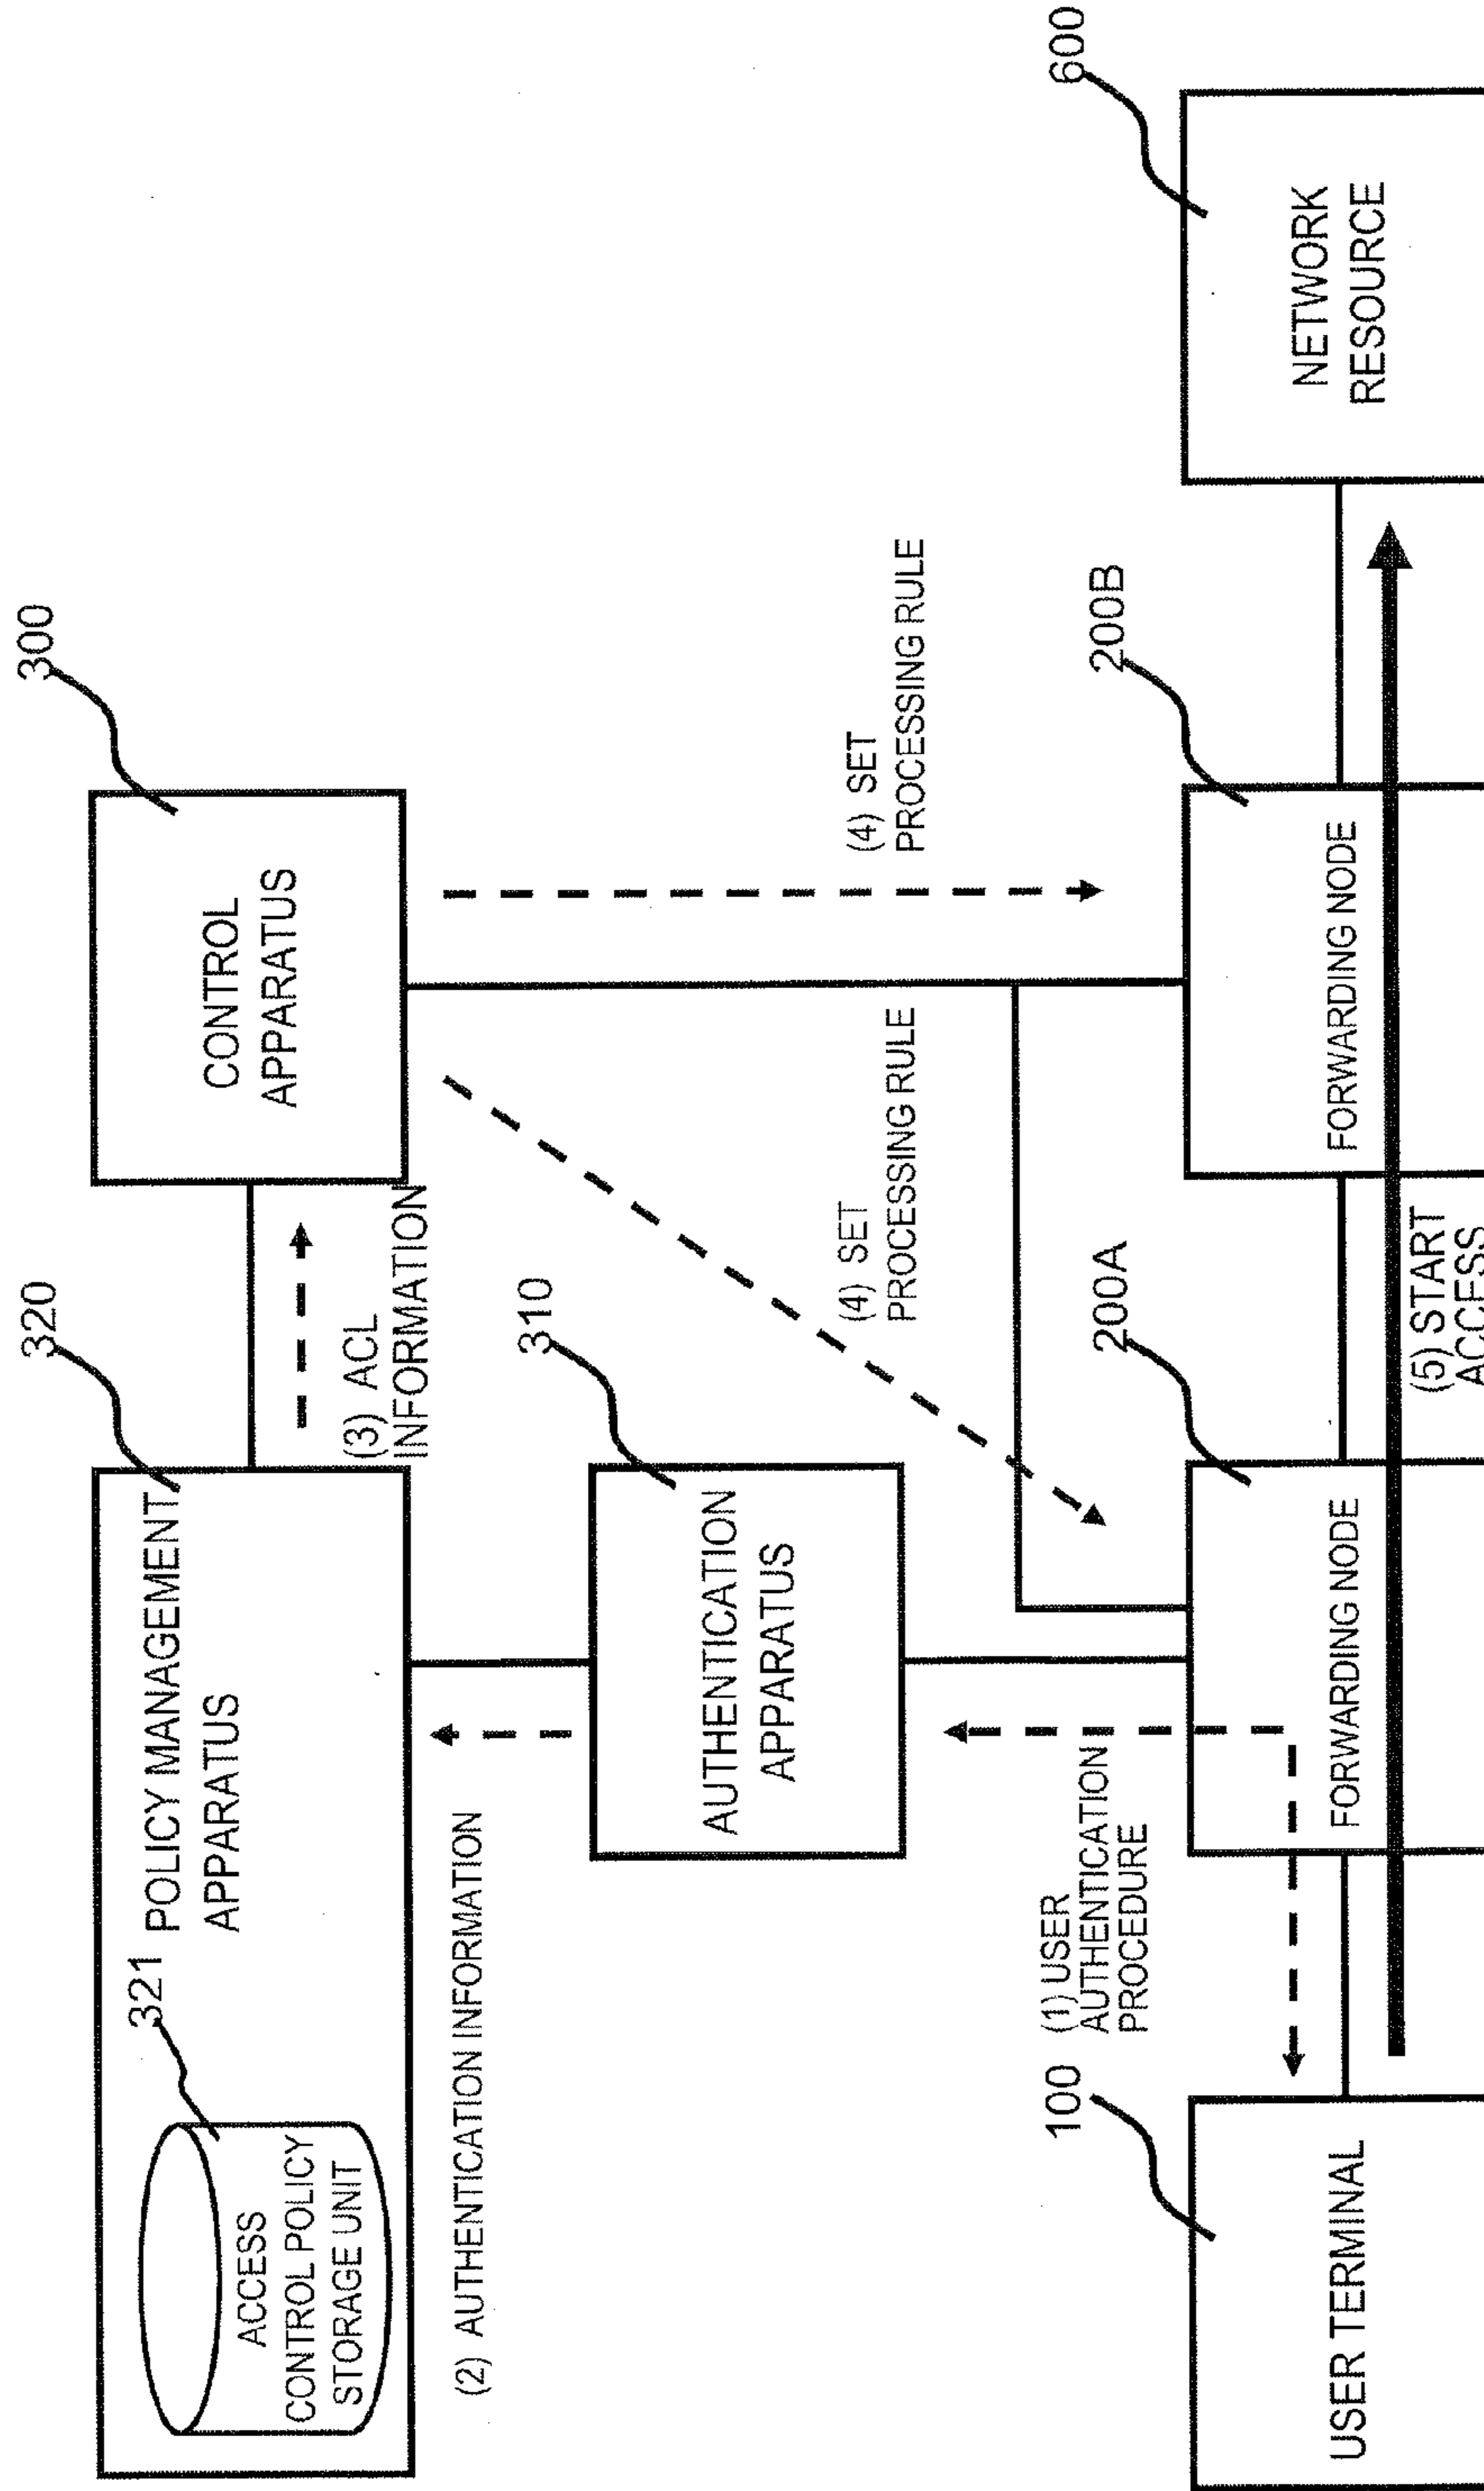 320
POLICY MANAGEMENT
APPARATUS
321
ACCESS
CONTROL POLICY
STORAGE UNIT
300
CONTROL
APPARATUS
(3) ACL
INFORMATION
(2) AUTHENTICATION INFORMATION
310
AUTHENTICATION
APPARATUS
(4) SET
PROCESSING RULE
(4) SET
PROCESSING RULE
(1) USER
AUTHENTICATION
PROCEDURE
100
USER TERMINAL
200A
FORWARDING NODE
200B
FORWARDING NODE
600
NETWORK
RESOURCE
(5) START
ACCESS